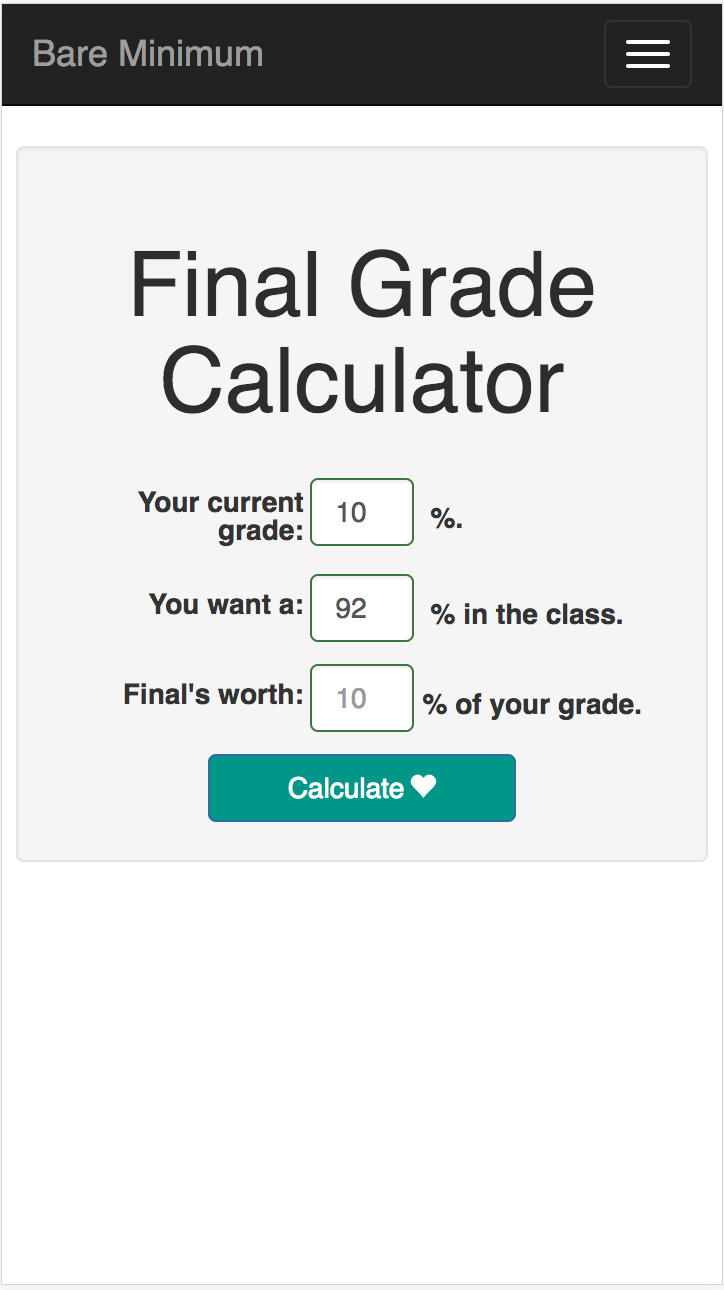 Bare Minimum
Final Grade
Calculator
Your current
grade:
10
%.
You want a:
92
% in the class.
Final's worth:
10
% of your grade.
Calculate